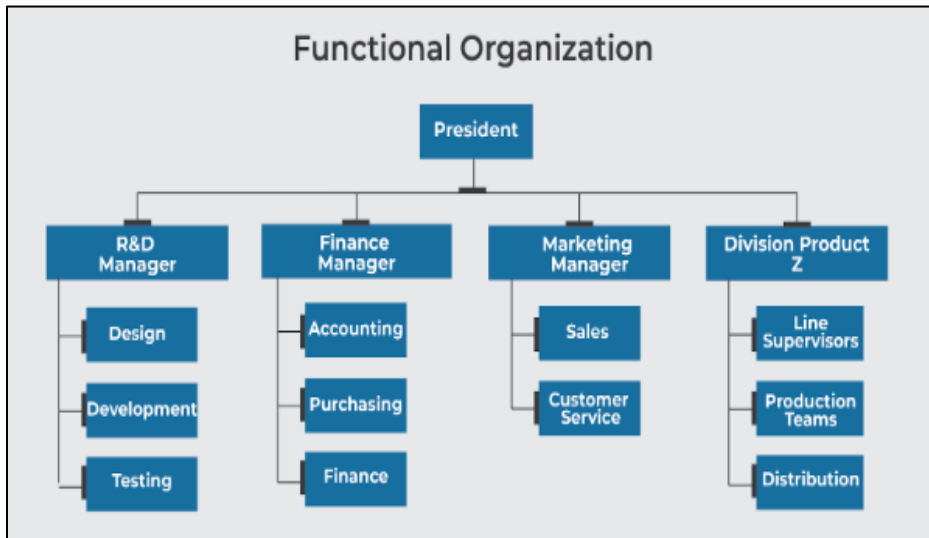 Functional Organization
President
R&D
Manager
Finance
Manager
Marketing
Manager
Division Product
Z
Design
Development
Testing
Accounting
Purchasing
Finance
Sales
Customer
Service
Line
Supervisors
Production
Teams
Distribution